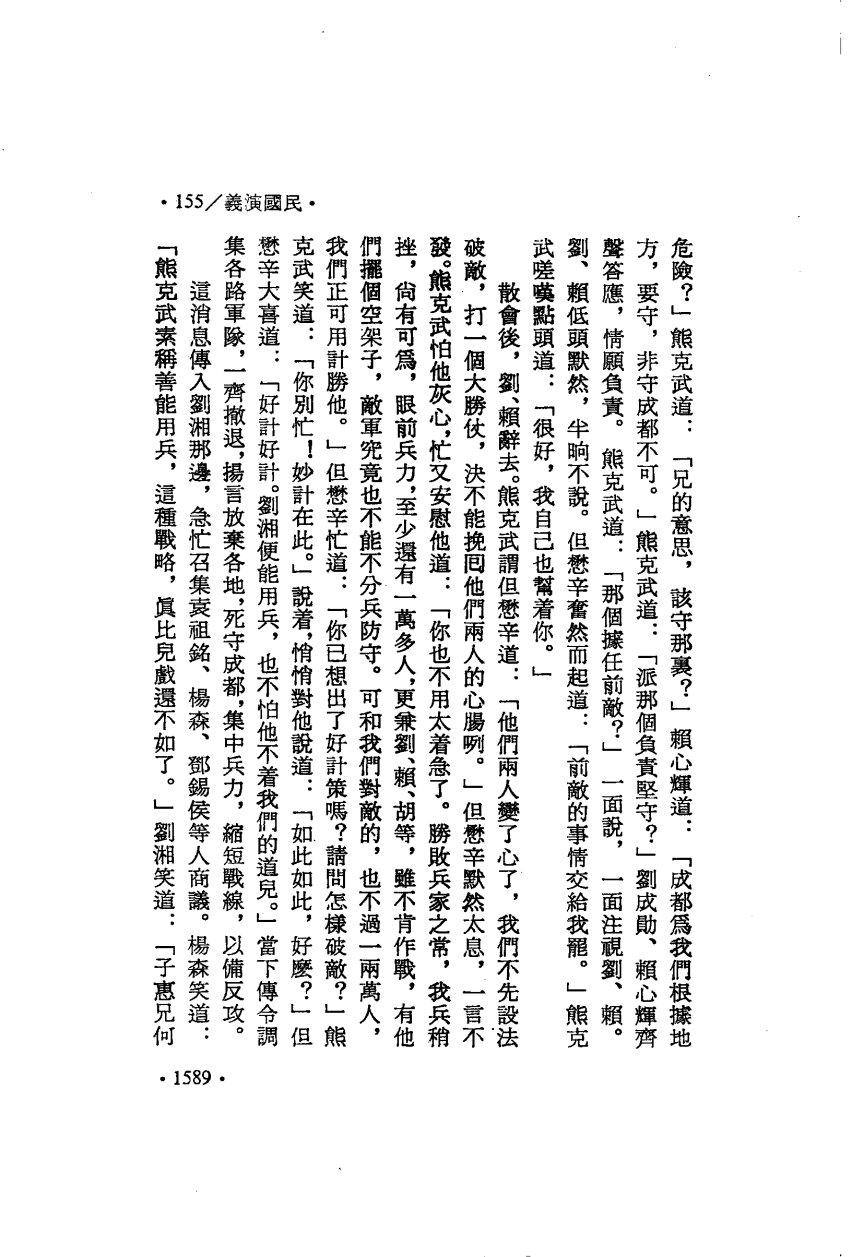 ·155／義演國民·
危險？」熊克武道：「兄的意思，該守那裏？」賴心輝道：「成都爲我們根據地
方，要守，非守成都不可。」熊克武道：「派那個負責堅守？」劉成勛、賴心輝齊
聲答應，情願負責。熊克武道：「那個據任前敵？」一面說，一面注視劉、賴。
劉、賴低頭默然，半晌不說。但懋辛奮然而起道：「前敵的事情交給我罷。」熊克
武嗟嘆點頭道：「很好，我自己也幫着你。」
散會後，劉、賴辭去。熊克武謂但懋辛道：「他們兩人變了心了，我們不先設法
破敵，打一個大勝仗，決不能挽囘他們兩人的心腸咧。」但懋辛默然太息，一言不
發。熊克武怕他灰心，忙又安慰他道：「你也不用太着急了。勝敗兵家之常，我兵稍
挫，尙有可爲，眼前兵力，至少還有一萬多人，更兼劉、賴、胡等，雖不肯作戰，有他
們擺個空架子，敵軍究竟也不能不分兵防守。可和我們對敵的，也不過一兩萬人，
我們正可用計勝他。」但懋辛忙道：「你已想出了好計策嗎？請問怎樣破敵？」熊
克武笑道：「你別忙！妙計在此。」說着，悄悄對他說道：「如此如此，好麽？」但
懋辛大喜道：「好計好計。劉湘便能用兵，也不怕他不着我們的道兒。」當下傳令調
集各路軍隊，一齊撤退，揚言放棄各地，死守成都，集中兵力，縮短戰線，以備反攻。
這消息傳入劉湘那邊，急忙召集袁祖銘、楊森、鄧錫侯等人商議。楊森笑道：
「熊克武素稱善能用兵，這種戰略，眞比兒戲還不如了。」劉湘笑道：「子惠兄何
·1589·